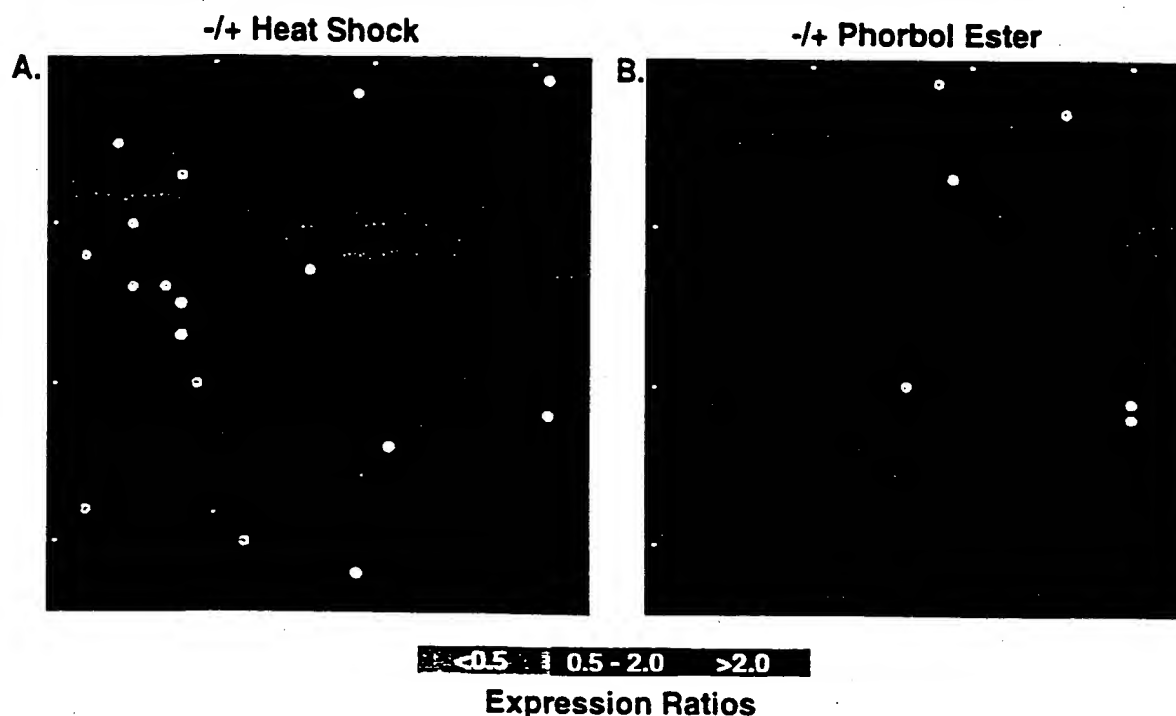 -/+ Heat Shock
-/+ Phorbol Ester
A.
B.
<0.5 0.5 - 2.0 >2.0
Expression Ratios